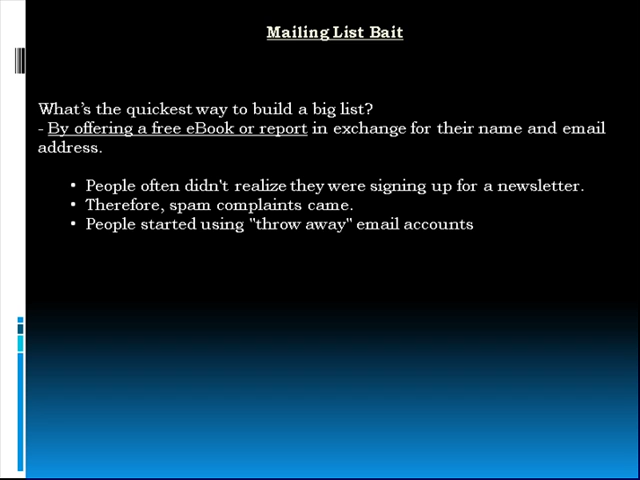 Mailing List Bait
What’s the quickest way to build a big list?
- By offering a free eBook or report in exchange for their name and email
address.
• People often didn't realize they were signing up for a newsletter.
• Therefore, spam complaints came.
• People started using "throw away" email accounts